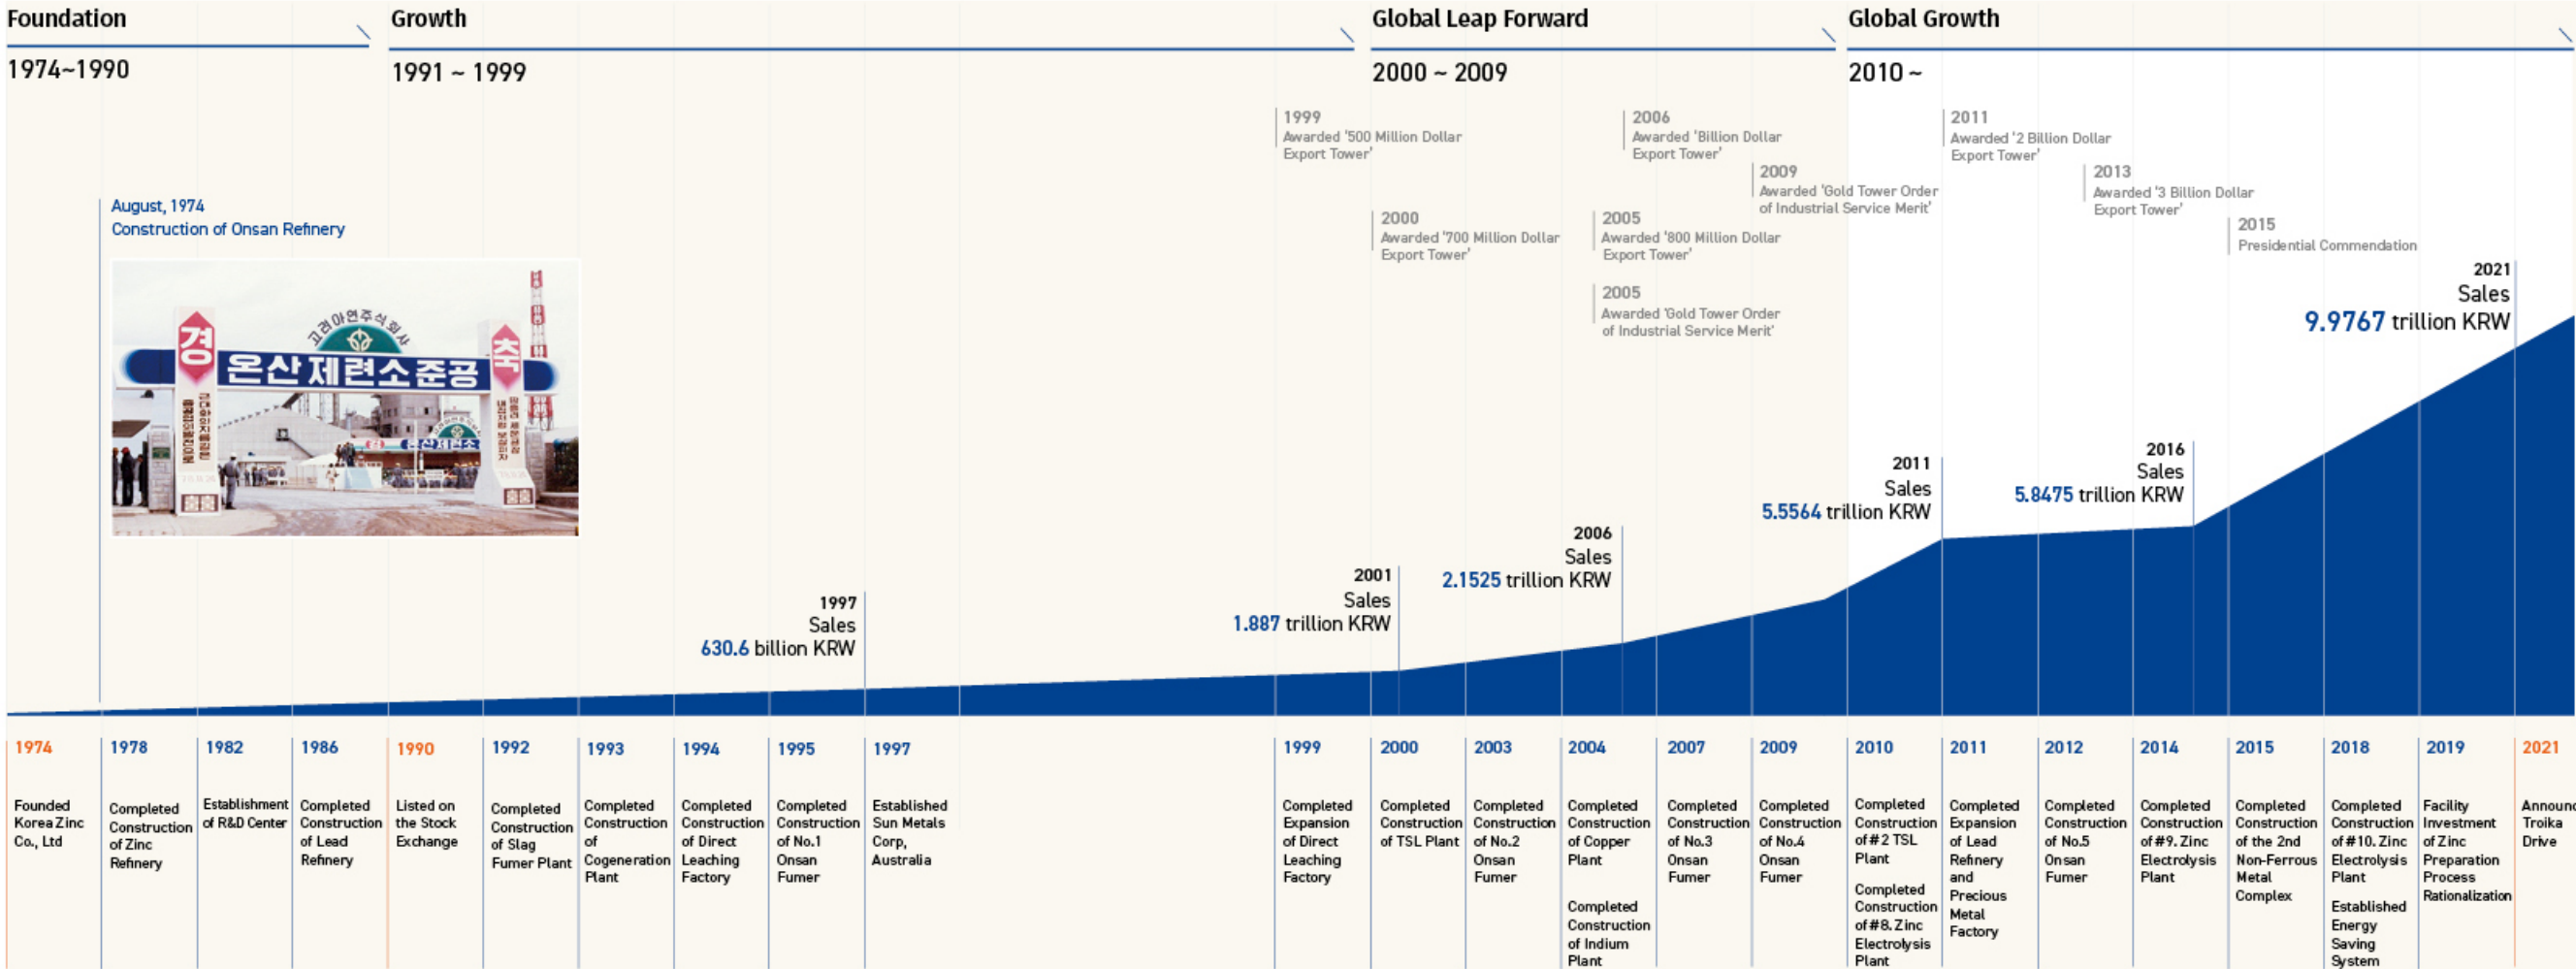 Foundation
1974~1990
Growth
1991 ~ 1999
Global Leap Forward
2000 ~ 2009
Global Growth
2010 ~
1999
Awarded ‘500 Million Dollar
Export Tower’
2006
Awarded ‘Billion Dollar
Export Tower’
2011
Awarded ‘2 Billion Dollar
Export Tower’
2009
Awarded ‘Gold Tower Order
of Industrial Service Merit’
2013
Awarded ‘3 Billion Dollar
Export Tower’
2000
Awarded ‘700 Million Dollar
Export Tower’
2005
Awarded ‘800 Million Dollar
Export Tower’
2015
Presidential Commendation
2005
Awarded ‘Gold Tower Order
of Industrial Service Merit’
August, 1974
Construction of Onsan Refinery
고려아연주식회사
경
축
온산제련소준공
온산제련소
1997
Sales
630.6 billion KRW
2001
Sales
1.887 trillion KRW
2006
Sales
2.1525 trillion KRW
2011
Sales
5.5564 trillion KRW
2016
Sales
5.8475 trillion KRW
2021
Sales
9.9767 trillion KRW
1974
Founded
Korea Zinc
Co., Ltd
1978
Completed
Construction
of Zinc
Refinery
1982
Establishment
of R&D Center
1986
Completed
Construction
of Lead
Refinery
1990
Listed on
the Stock
Exchange
1992
Completed
Construction
of Slag
Fumer Plant
1993
Completed
Construction
of
Cogeneration
Plant
1994
Completed
Construction
of Direct
Leaching
Factory
1995
Completed
Construction
of No.1
Onsan
Fumer
1997
Established
Sun Metals
Corp,
Australia
1999
Completed
Expansion
of Direct
Leaching
Factory
2000
Completed
Construction
of TSL Plant
2003
Completed
Construction
of No.2
Onsan
Fumer
2004
Completed
Construction
of Copper
Plant
Completed
Construction
of Indium
Plant
2007
Completed
Construction
of No.3
Onsan
Fumer
2009
Completed
Construction
of No.4
Onsan
Fumer
2010
Completed
Construction
of #2 TSL
Plant
Completed
Construction
of #8. Zinc
Electrolysis
Plant
2011
Completed
Expansion
of Lead
Refinery
and
Precious
Metal
Factory
2012
Completed
Construction
of No.5
Onsan
Fumer
2014
Completed
Construction
of #9. Zinc
Electrolysis
Plant
2015
Completed
Construction
of the 2nd
Non-Ferrous
Metal
Complex
2018
Completed
Construction
of #10. Zinc
Electrolysis
Plant
Established
Energy
Saving
System
2019
Facility
Investment
of Zinc
Preparation
Process
Rationalization
2021
Announc
Troika
Drive